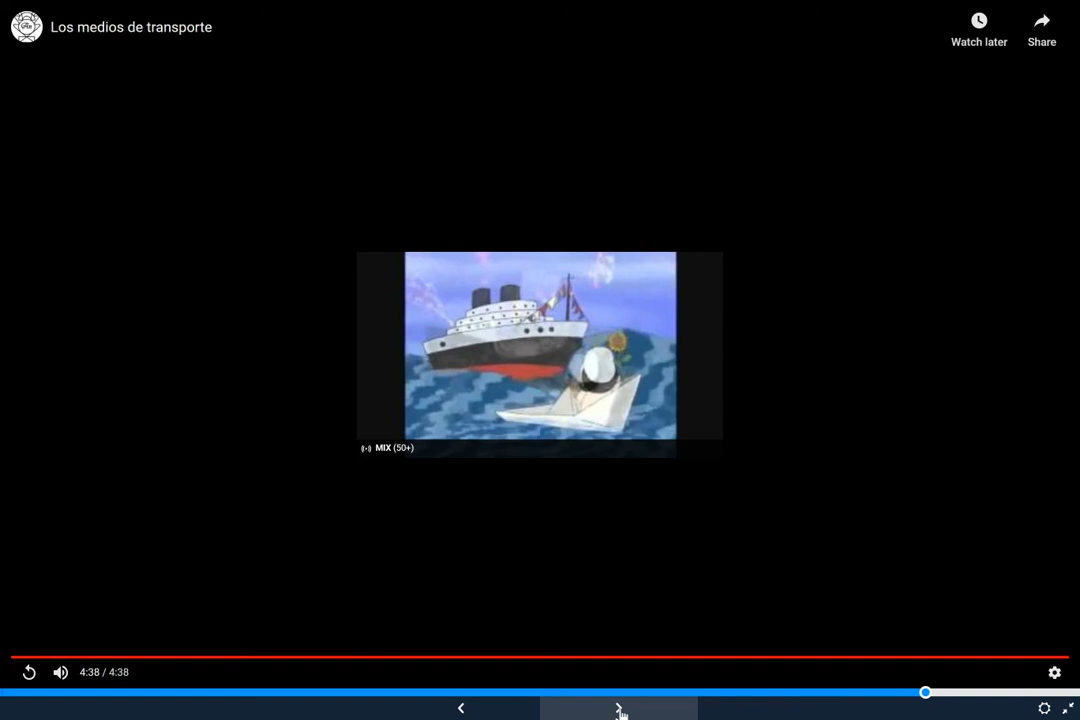 Los medios de transporte
Watch later
Share
MIX (50+)
4:38 / 4:38